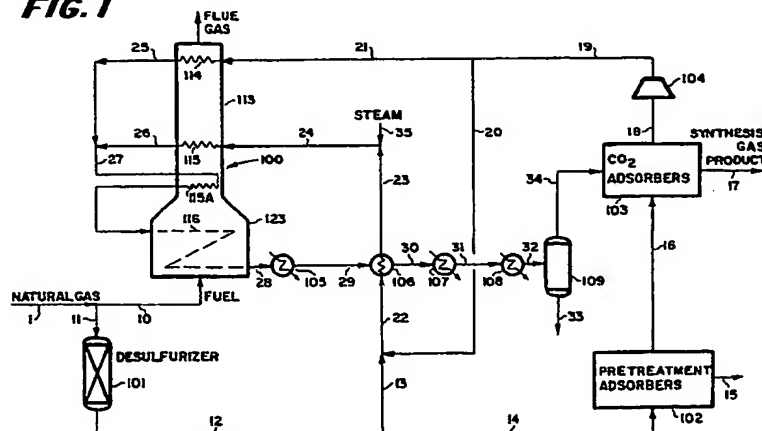 FIG. 1
FLUE
GAS
25
21
19
114
104
113
STEAM
35
20
18
SYNTHESIS
GAS
PRODUCT
26
24
27
115
100
23
34
CO2
ADSORBERS
17
103
115A
123
116
16
30
31
32
28
105
29
106
107
108
109
NATURAL GAS
FUEL
1
11
10
22
33
DESULFURIZER
101
13
PRETREATMENT
ADSORBERS
15
102
12
14